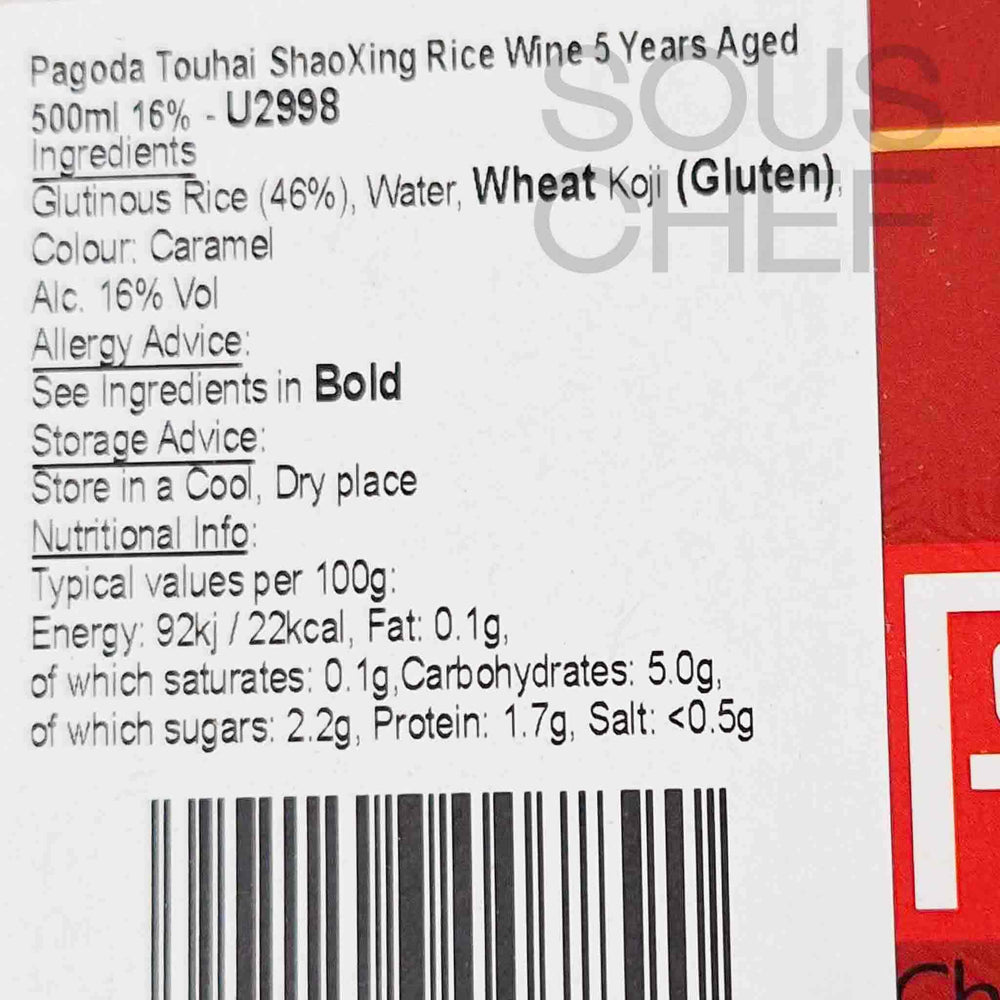 Pagoda Touhai ShaoXing Rice Wine 5 Years Aged
500ml 16% - U2998
Ingredients
Glutinous Rice (46%), Water, Wheat Koji (Gluten),
Colour: Caramel
Alc. 16% Vol
Allergy Advice:
See Ingredients in Bold
Storage Advice:
Store in a Cool, Dry place
Nutritional Info:
Typical values per 100g:
Energy: 92kj / 22kcal, Fat: 0.1g,
of which saturates: 0.1g,Carbohydrates: 5.0g,
of which sugars: 2.2g, Protein: 1.7g, Salt: <0.5g
SOUS
CHEF
Ch